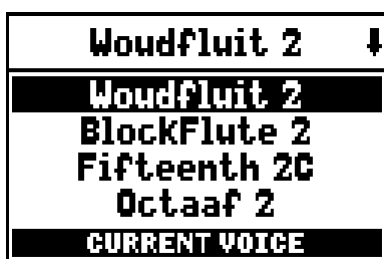 Woudfluit 2
Woudfluit 2
BlockFlute 2
Fifteenth 2C
Octaaf 2
CURRENT VOICE